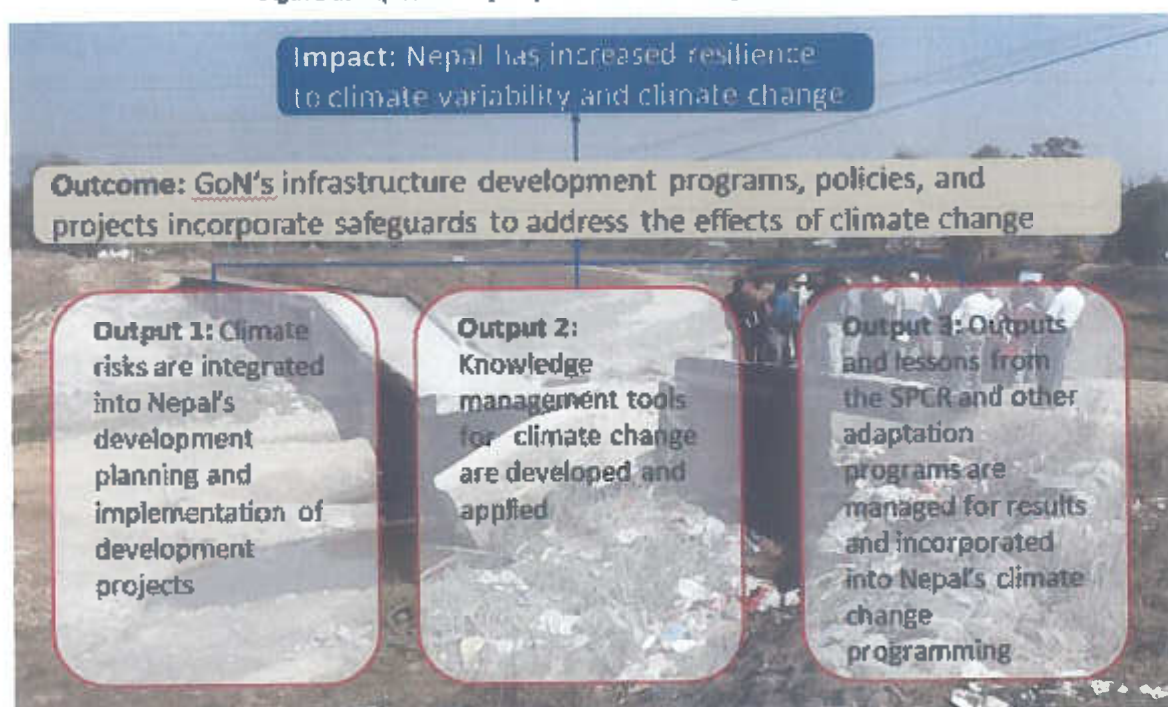 Impact: Nepal has increased resilience
to climate variability and climate change
Outcome: GoN's infrastructure development programs, policies, and
projects incorporate safeguards to address the effects of climate change
Output 1: Climate
risks are integrated
into Nepal's
development
planning and
implementation of
development
projects
Output 2:
Knowledge
management tools
for climate change
are developed and
applied
Output 3: Outputs
and lessons from
the SPCR and other
adaptation
programs are
managed for results
and incorporated
into Nepal's climate
change
programming